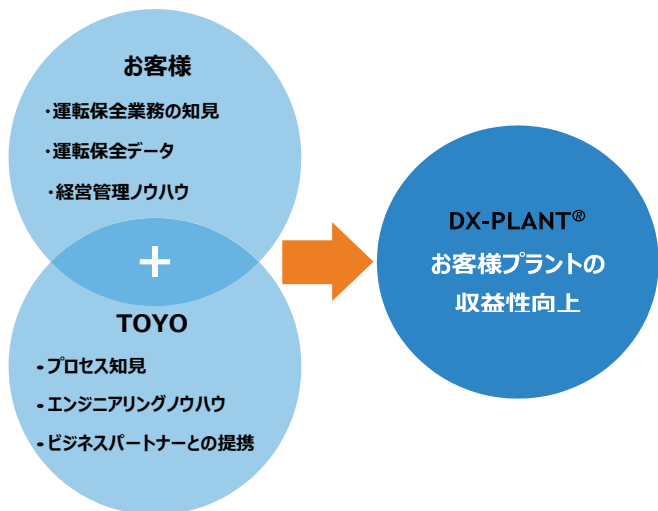 お客様
・運転保全業務の知見
・運転保全データ
・経営管理ノウハウ
+
TOYO
・プロセス知見
・エンジニアリングノウハウ
・ビジネスパートナーとの提携
DX-PLANT®
お客様プラントの
収益性向上